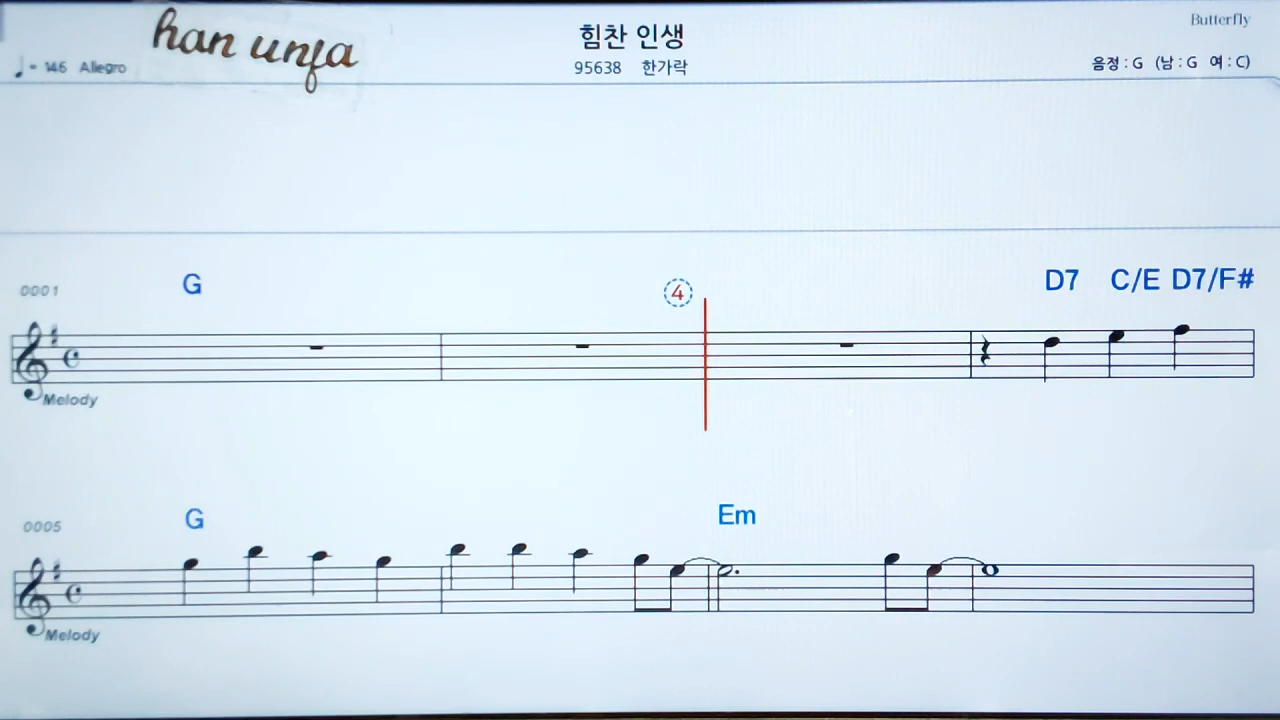 han unfa
힘찬 인생
Butterfly
♩= 146 Allegro
95638 한가락
음정 : G (남 : G 여 : C)
0001
G
4
D7 C/E D7/F#
Melody
0005
G
Em
Melody